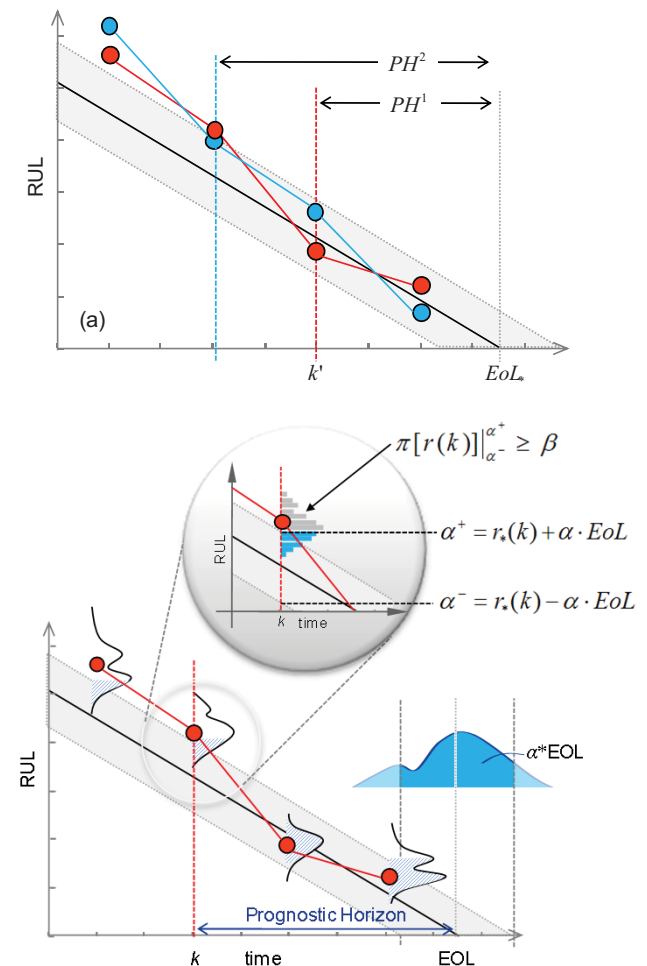 PH²
PH¹
RUL
(a)
k'
EoL*
π[r(k)]|α⁺α⁻ ≥ β
α⁺ = r*(k) + α · EoL
RUL
α⁻ = r*(k) − α · EoL
k time
α*EOL
RUL
Prognostic Horizon
k time EOL